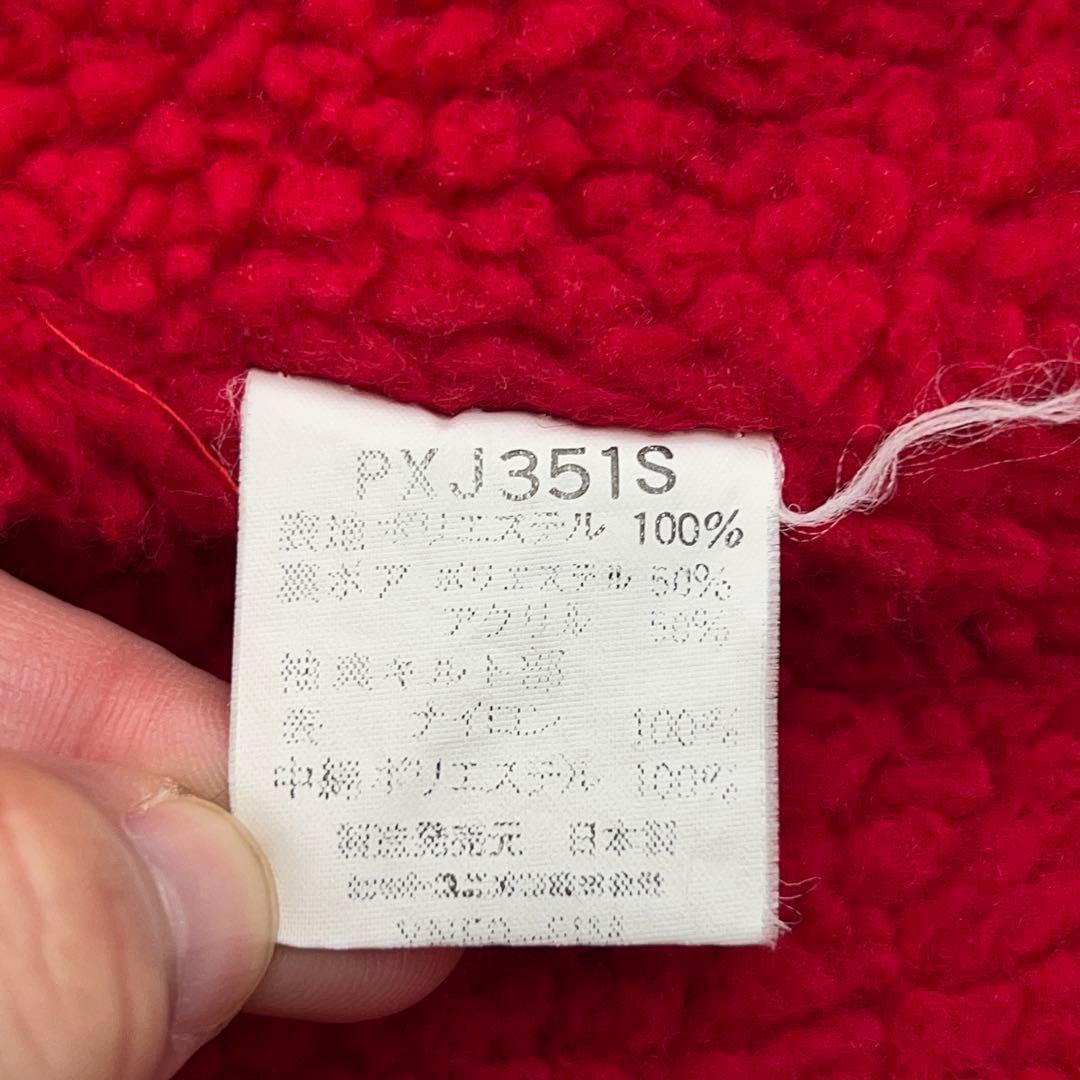 PXJ351S
表地 ポリエステル 100%
裏ボア ポリエステル 50%
アクリル 50%
袖裏キルト部
表 ナイロン 100%
中綿 ポリエステル 100%
製造発売元 日本製